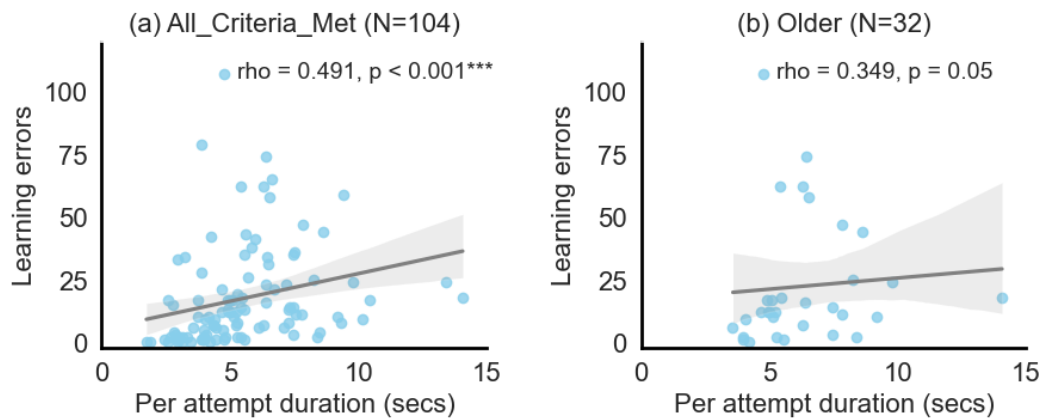 (a) All_Criteria_Met (N=104)
rho = 0.491, p < 0.001***
Learning errors
100
75
50
25
0
0 5 10 15
Per attempt duration (secs)
(b) Older (N=32)
rho = 0.349, p = 0.05
Learning errors
100
75
50
25
0
0 5 10 15
Per attempt duration (secs)